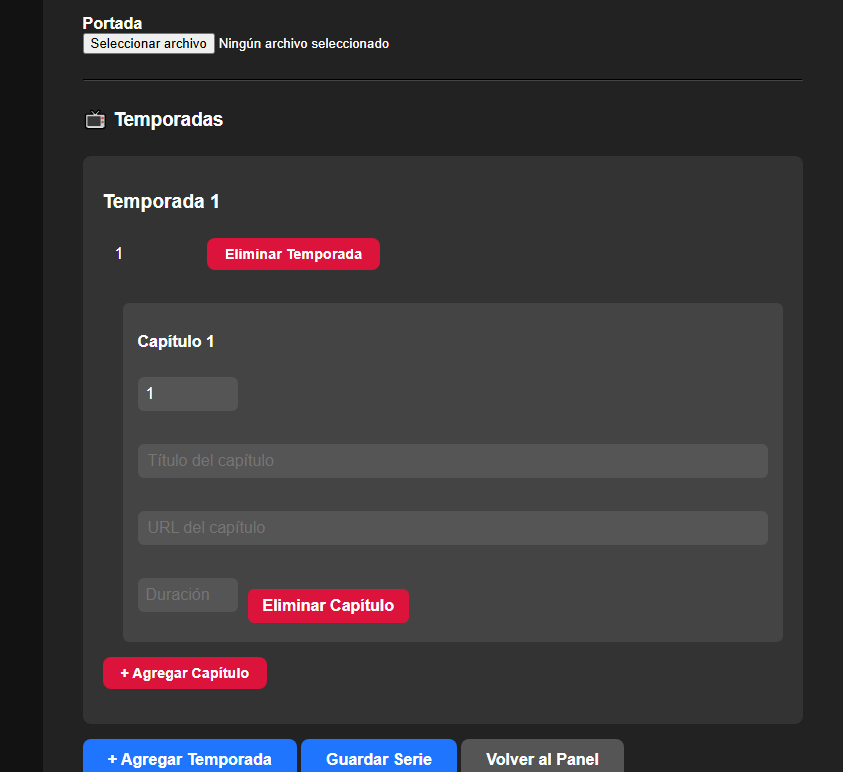 Portada
Seleccionar archivo Ningún archivo seleccionado
Temporadas
Temporada 1
1 Eliminar Temporada
Capítulo 1
1
Título del capítulo
URL del capítulo
Duración Eliminar Capítulo
+ Agregar Capítulo
+ Agregar Temporada Guardar Serie Volver al Panel